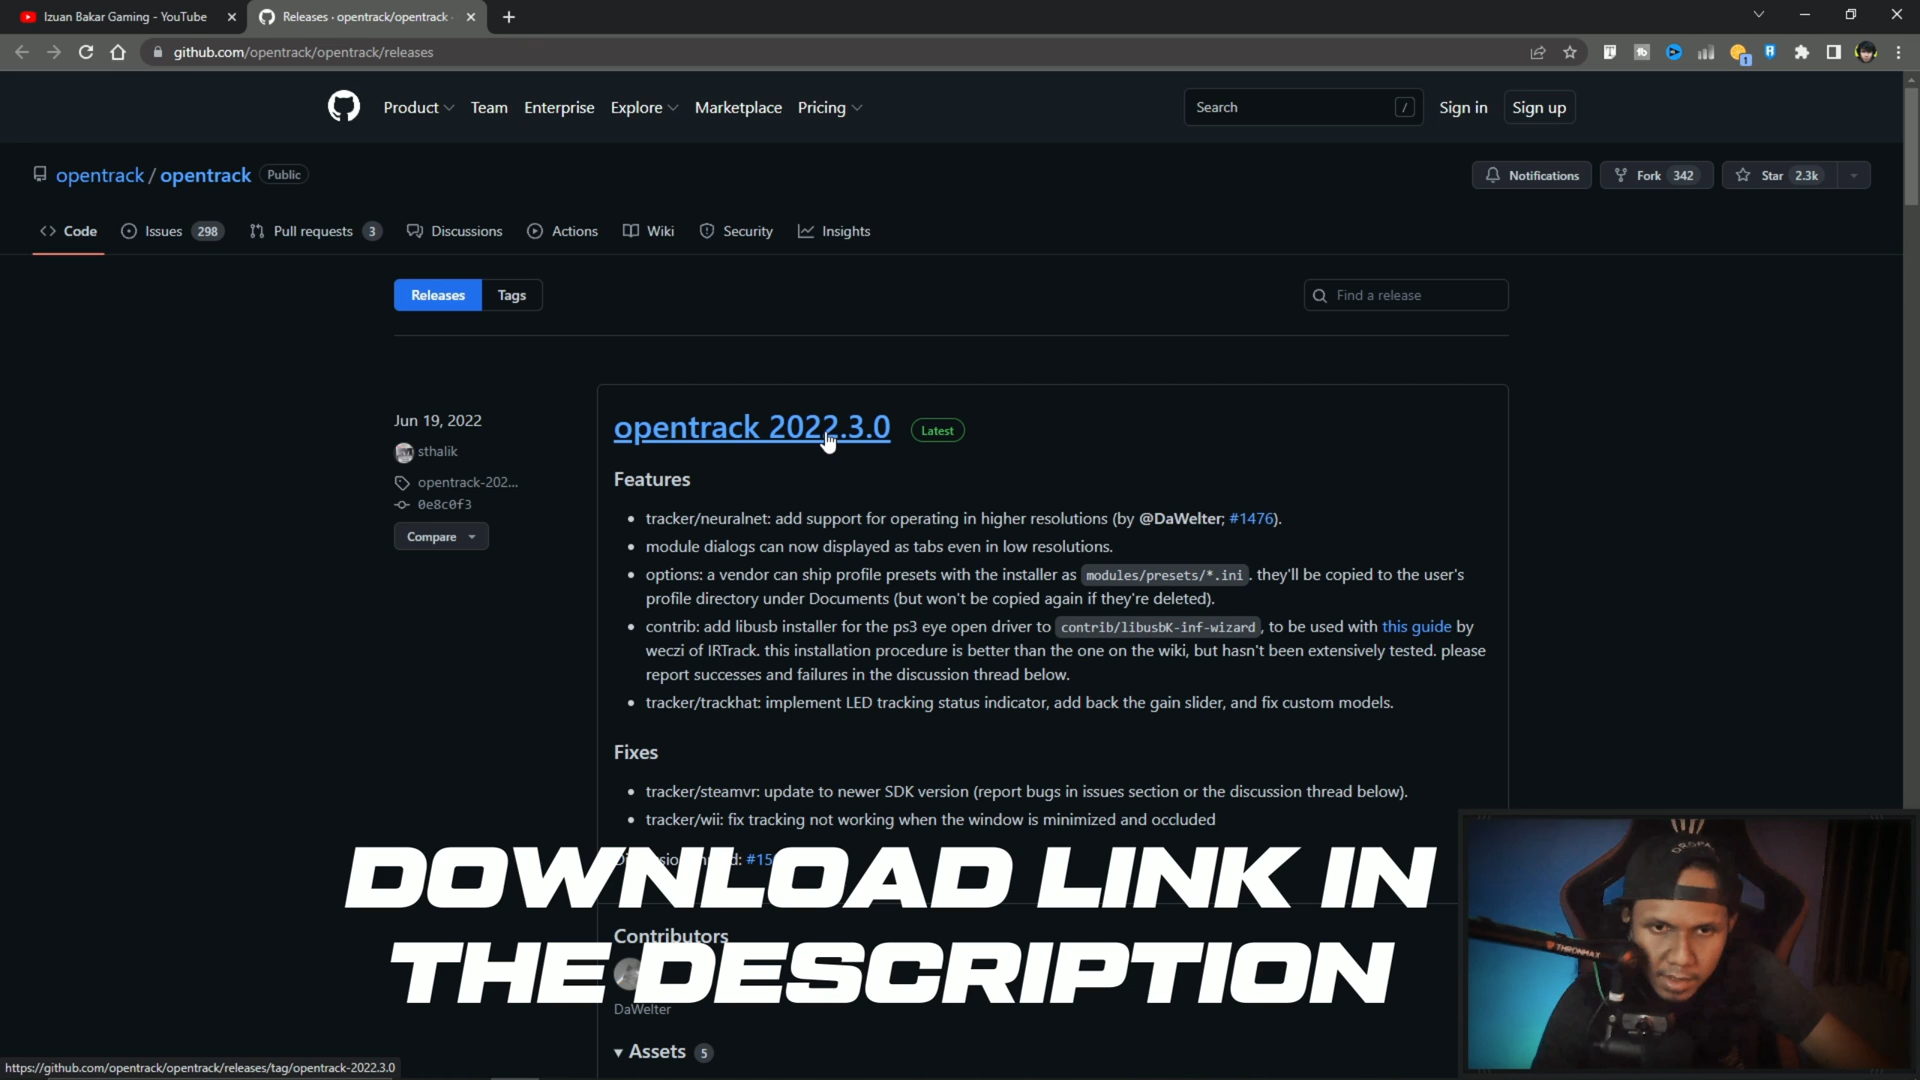 Izuan Bakar Gaming - YouTube
Releases · opentrack/opentrack
github.com/opentrack/opentrack/releases
1
Product
Team
Enterprise
Explore
Marketplace
Pricing
Search
/
Sign in
Sign up
opentrack / opentrack
Public
Notifications
Fork 342
Star 2.3k
Code
Issues 298
Pull requests 3
Discussions
Actions
Wiki
Security
Insights
Releases
Tags
Find a release
Jun 19, 2022
sthalik
opentrack-202...
0e8c0f3
Compare
opentrack 2022.3.0
Latest
Features
tracker/neuralnet: add support for operating in higher resolutions (by @DaWelter; #1476).
module dialogs can now displayed as tabs even in low resolutions.
options: a vendor can ship profile presets with the installer as modules/presets/*.ini . they'll be copied to the user's
profile directory under Documents (but won't be copied again if they're deleted).
contrib: add libusb installer for the ps3 eye open driver to contrib/libusbK-inf-wizard , to be used with this guide by
weczi of IRTrack. this installation procedure is better than the one on the wiki, but hasn't been extensively tested. please
report successes and failures in the discussion thread below.
tracker/trackhat: implement LED tracking status indicator, add back the gain slider, and fix custom models.
Fixes
tracker/steamvr: update to newer SDK version (report bugs in issues section or the discussion thread below).
tracker/wii: fix tracking not working when the window is minimized and occluded
DOWNLOAD LINK IN
THE DESCRIPTION
Contributors
DaWelter
Assets 5
https://github.com/opentrack/opentrack/releases/tag/opentrack-2022.3.0
THRONMAX